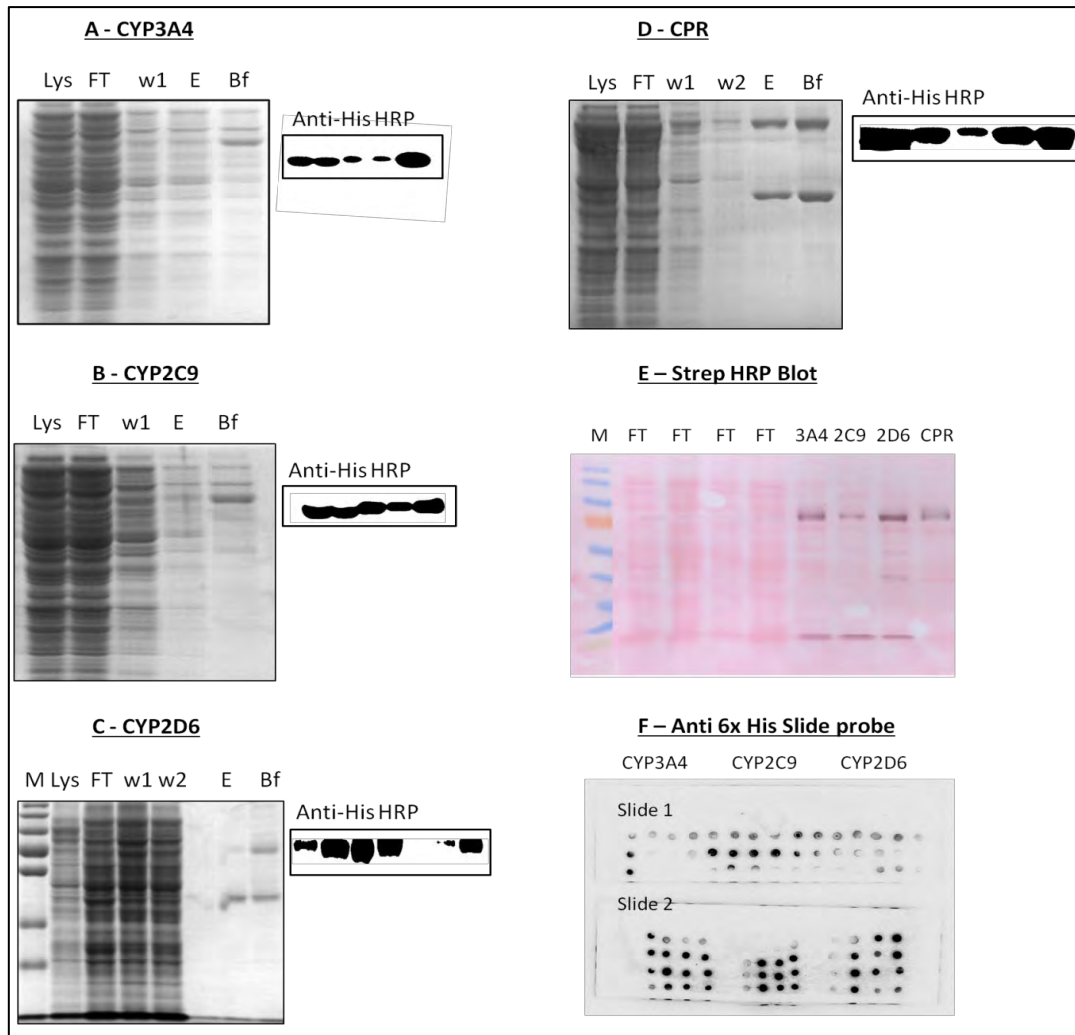 A - CYP3A4
Lys FT w1 E Bf
Anti-His HRP
B - CYP2C9
Lys FT w1 E Bf
Anti-His HRP
C - CYP2D6
M Lys FT w1 w2 E Bf
Anti-His HRP
D - CPR
Lys FT w1 w2 E Bf
Anti-His HRP
E – Strep HRP Blot
M FT FT FT FT 3A4 2C9 2D6 CPR
F – Anti 6x His Slide probe
CYP3A4 CYP2C9 CYP2D6
Slide 1
Slide 2